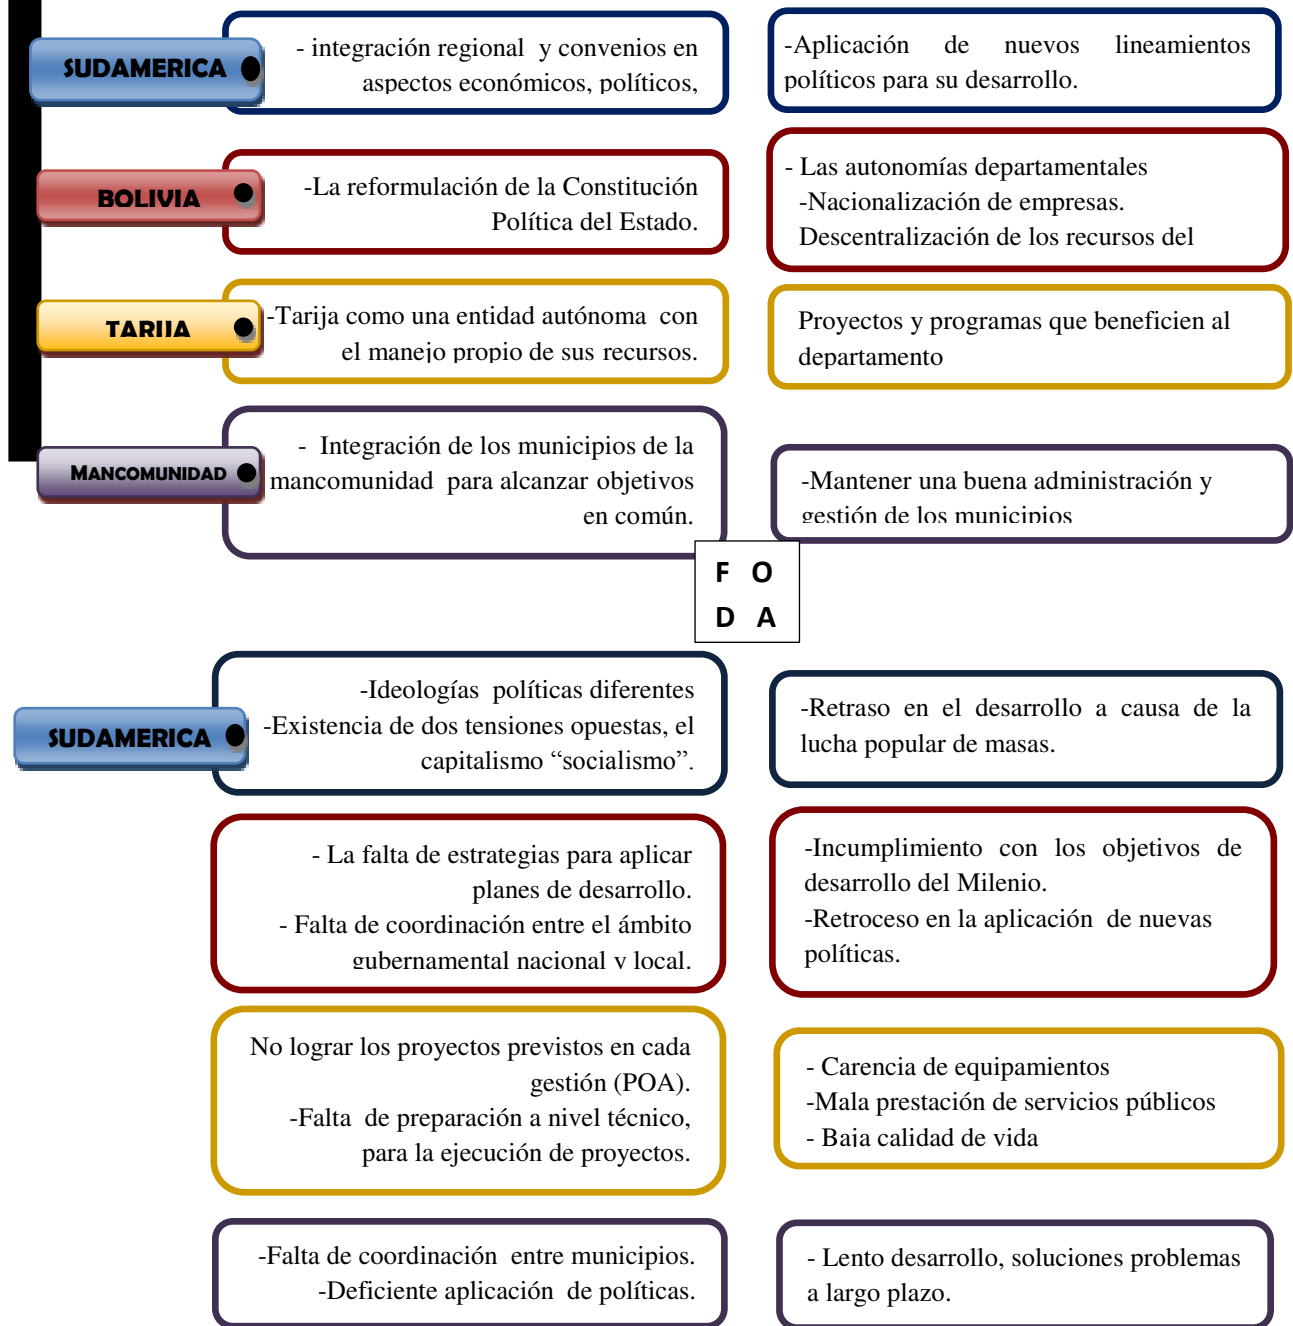 SUDAMERICA
- integración regional y convenios en
aspectos económicos, políticos,
-Aplicación de nuevos lineamientos
políticos para su desarrollo.
BOLIVIA
-La reformulación de la Constitución
Política del Estado.
- Las autonomías departamentales
-Nacionalización de empresas.
Descentralización de los recursos del
TARIJA
-Tarija como una entidad autónoma con
el manejo propio de sus recursos.
Proyectos y programas que beneficien al
departamento
MANCOMUNIDAD
- Integración de los municipios de la
mancomunidad para alcanzar objetivos
en común.
-Mantener una buena administración y
gestión de los municipios
F O
D A
SUDAMERICA
-Ideologías políticas diferentes
-Existencia de dos tensiones opuestas, el
capitalismo “socialismo”.
-Retraso en el desarrollo a causa de la
lucha popular de masas.
- La falta de estrategias para aplicar
planes de desarrollo.
- Falta de coordinación entre el ámbito
gubernamental nacional y local.
-Incumplimiento con los objetivos de
desarrollo del Milenio.
-Retroceso en la aplicación de nuevas
políticas.
No lograr los proyectos previstos en cada
gestión (POA).
-Falta de preparación a nivel técnico,
para la ejecución de proyectos.
- Carencia de equipamientos
-Mala prestación de servicios públicos
- Baja calidad de vida
-Falta de coordinación entre municipios.
-Deficiente aplicación de políticas.
- Lento desarrollo, soluciones problemas
a largo plazo.